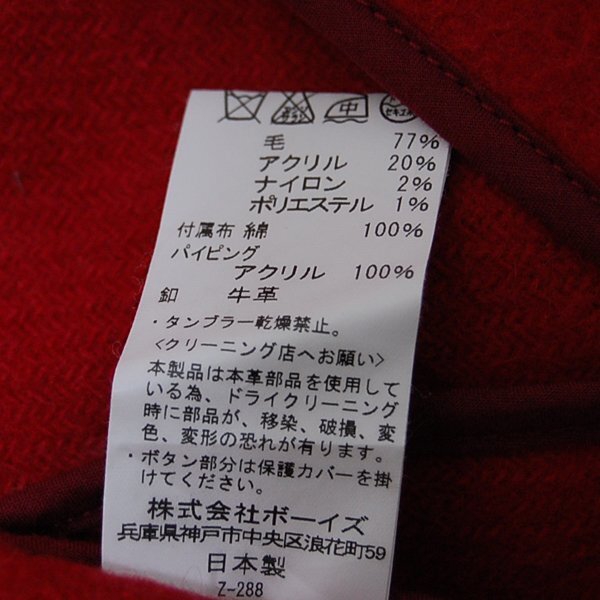 中 セキユ系
毛 77%
アクリル 20%
ナイロン 2%
ポリエステル 1%
付属布 綿 100%
パイピング
アクリル 100%
釦 牛革
・タンブラー乾燥禁止。
<クリーニング店へお願い>
本製品は本革部品を使用して
いる為、ドライクリーニング
時に部品が、移染、破損、変
色、変形の恐れが有ります。
・ボタン部分は保護カバーを掛
けてください。
株式会社ボーイズ
兵庫県神戸市中央区浪花町59
日本製
Z-288